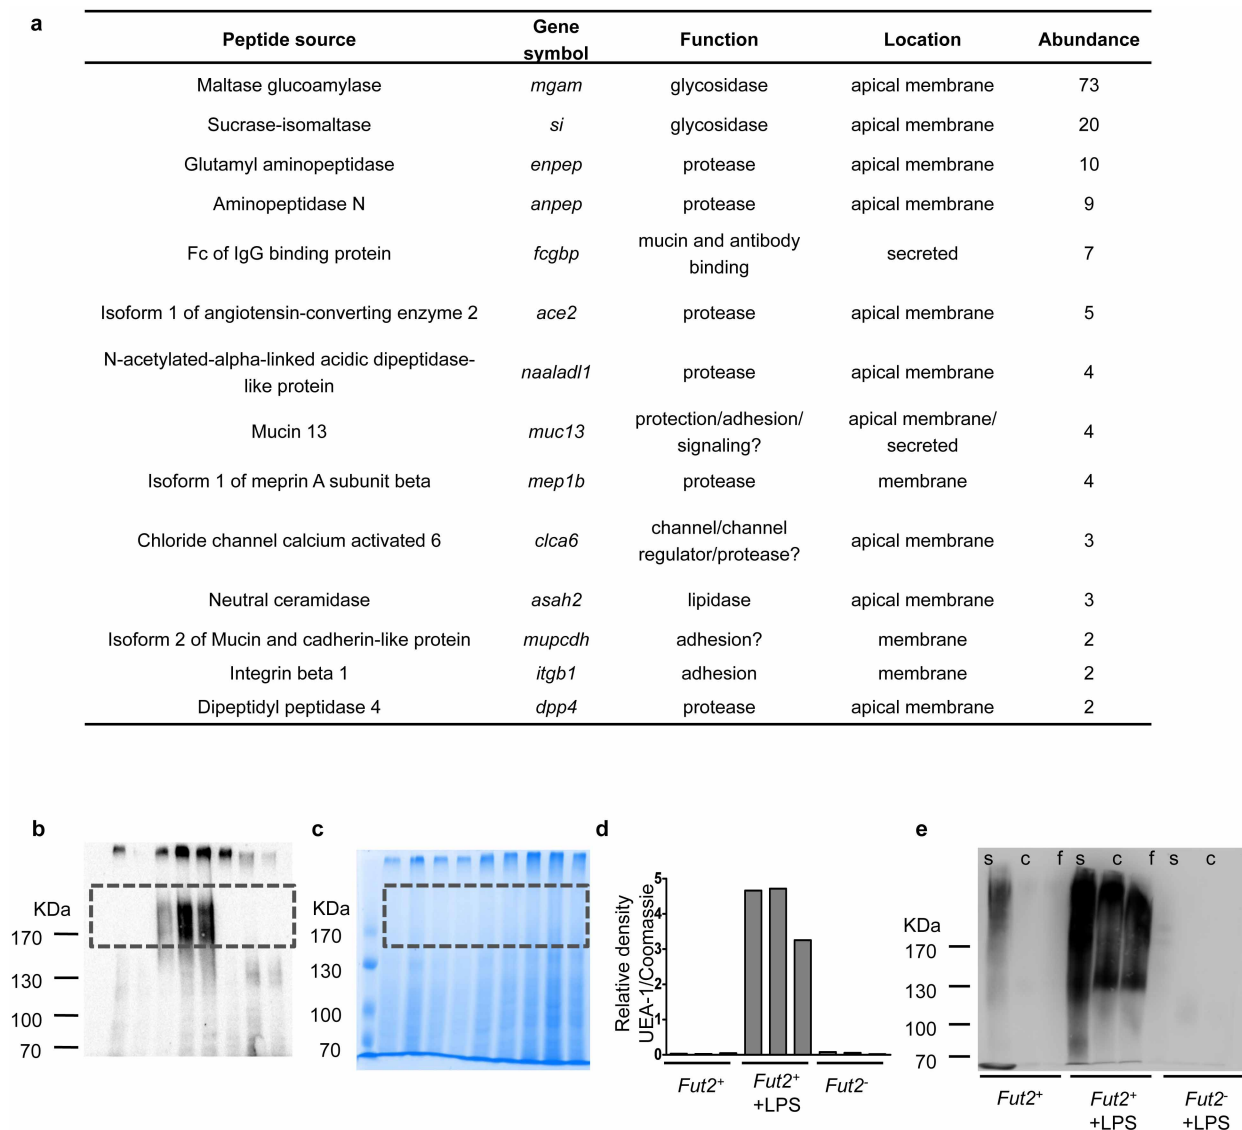 a
Peptide source Gene symbol Function Location Abundance
Maltase glucoamylase mgam glycosidase apical membrane 73
Sucrase-isomaltase si glycosidase apical membrane 20
Glutamyl aminopeptidase enpep protease apical membrane 10
Aminopeptidase N anpep protease apical membrane 9
Fc of IgG binding protein fcgbp mucin and antibody binding secreted 7
Isoform 1 of angiotensin-converting enzyme 2 ace2 protease apical membrane 5
N-acetylated-alpha-linked acidic dipeptidase-like protein naaladl1 protease apical membrane 4
Mucin 13 muc13 protection/adhesion/signaling? apical membrane/secreted 4
Isoform 1 of meprin A subunit beta mep1b protease membrane 4
Chloride channel calcium activated 6 clca6 channel/channel regulator/protease? apical membrane 3
Neutral ceramidase asah2 lipidase apical membrane 3
Isoform 2 of Mucin and cadherin-like protein mupcdh adhesion? membrane 2
Integrin beta 1 itgb1 adhesion membrane 2
Dipeptidyl peptidase 4 dpp4 protease apical membrane 2
b
KDa
170
130
100
70
c
KDa
170
130
100
70
d
Relative density
UEA-1/Coomassie
5
4
3
2
1
0
Fut2+
Fut2+
+LPS
Fut2-
e
s c f s c f s c
KDa
170
130
100
70
Fut2+
Fut2+
+LPS
Fut2-
+LPS